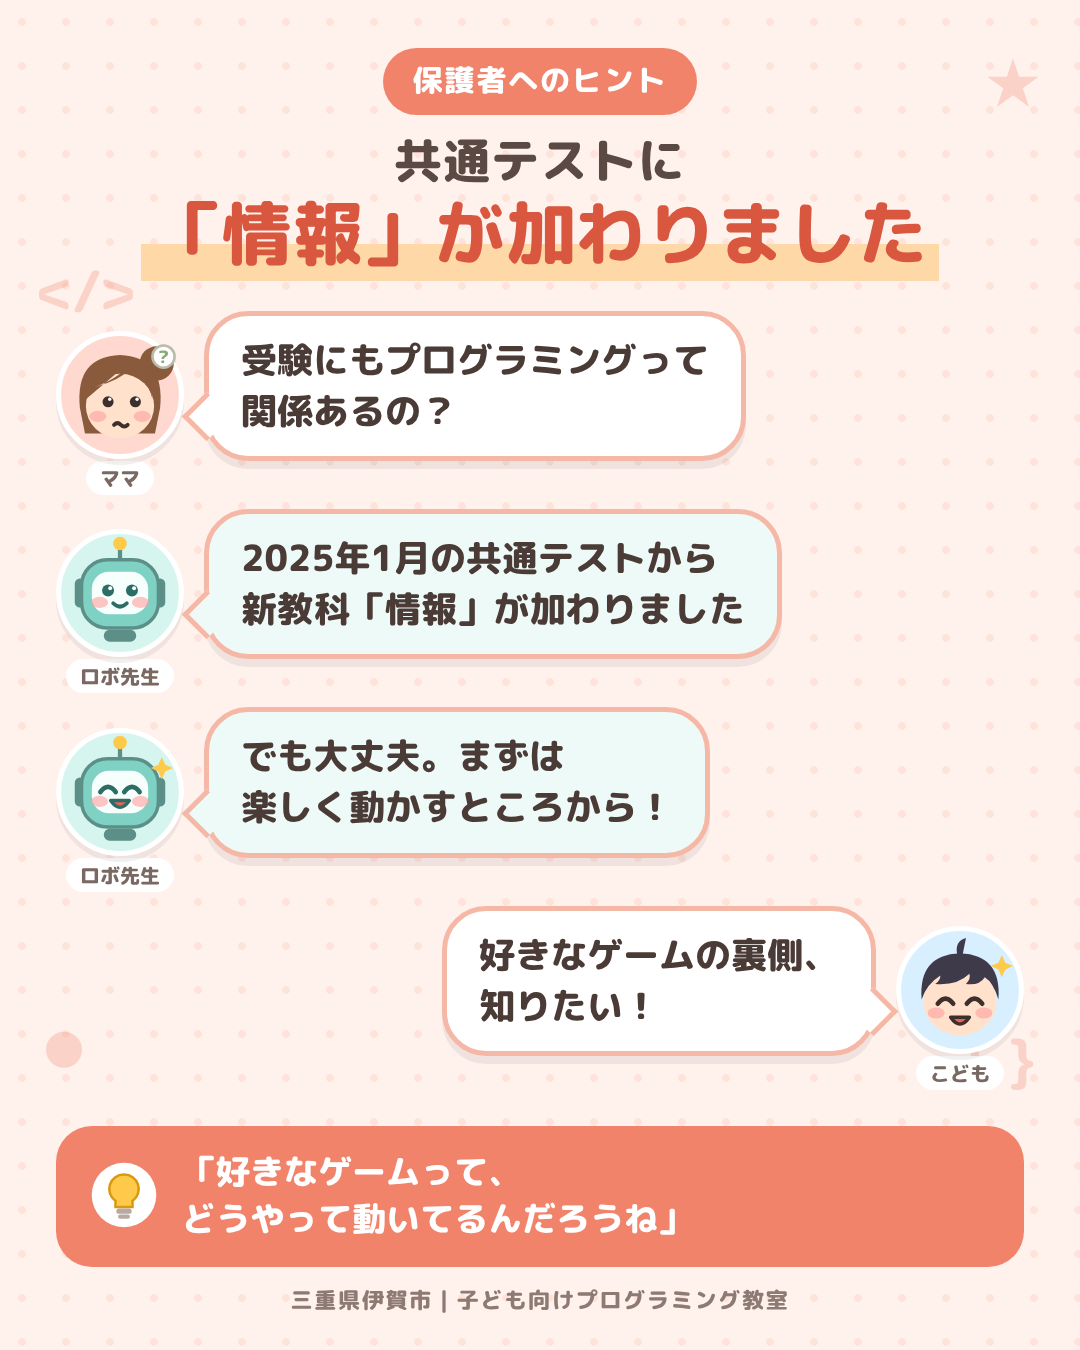 保護者へのヒント
共通テストに
「情報」が加わりました
</>
?
受験にもプログラミングって
関係あるの？
ママ
2025年1月の共通テストから
新教科「情報」が加わりました
ロボ先生
でも大丈夫。まずは
楽しく動かすところから！
ロボ先生
好きなゲームの裏側、
知りたい！
こども
}
「好きなゲームって、
どうやって動いてるんだろうね」
三重県伊賀市｜子ども向けプログラミング教室